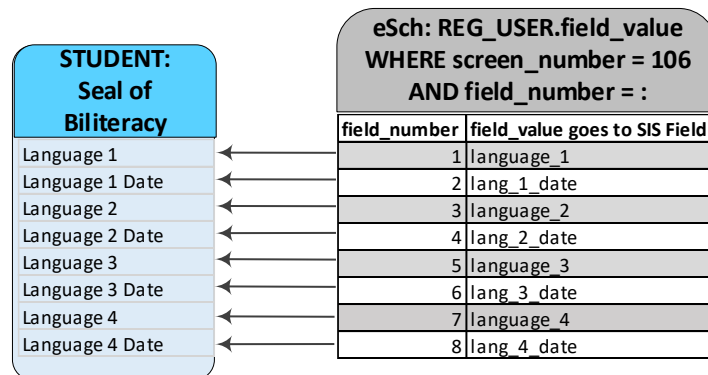 STUDENT:
Seal of
Biliteracy
Language 1
Language 1 Date
Language 2
Language 2 Date
Language 3
Language 3 Date
Language 4
Language 4 Date
eSch: REG_USER.field_value
WHERE screen_number = 106
AND field_number = :
field_number field_value goes to SIS Field
1 language_1
2 lang_1_date
3 language_2
4 lang_2_date
5 language_3
6 lang_3_date
7 language_4
8 lang_4_date